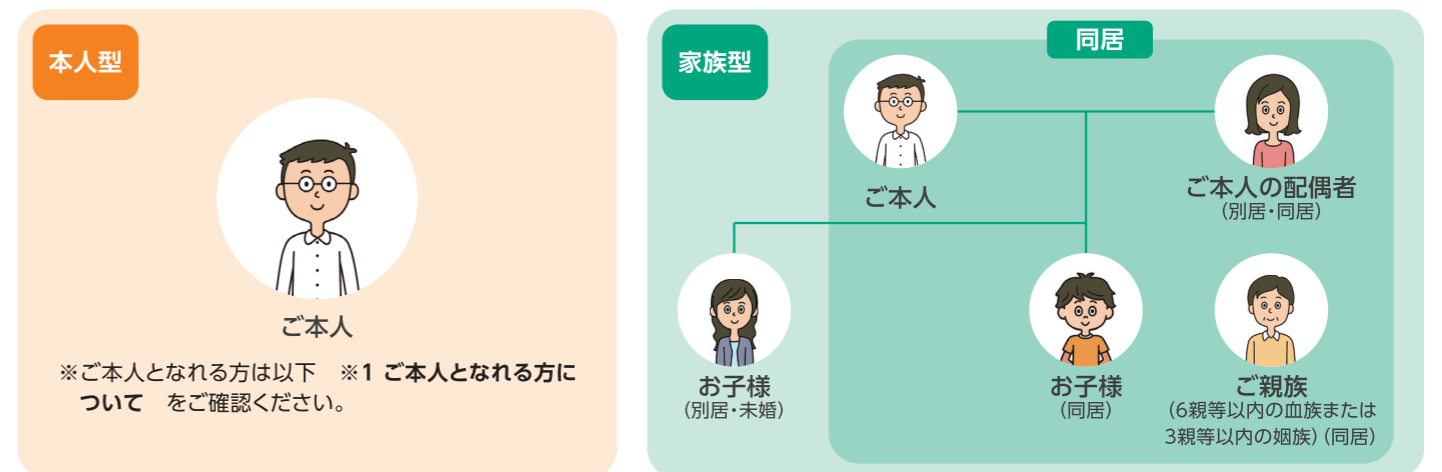 本人型
ご本人
※ご本人となれる方は以下　※1 ご本人となれる方に
ついて　をご確認ください。
家族型
同居
ご本人
ご本人の配偶者
（別居・同居）
お子様
（別居・未婚）
お子様
（同居）
ご親族
（6親等以内の血族または
3親等以内の姻族）（同居）